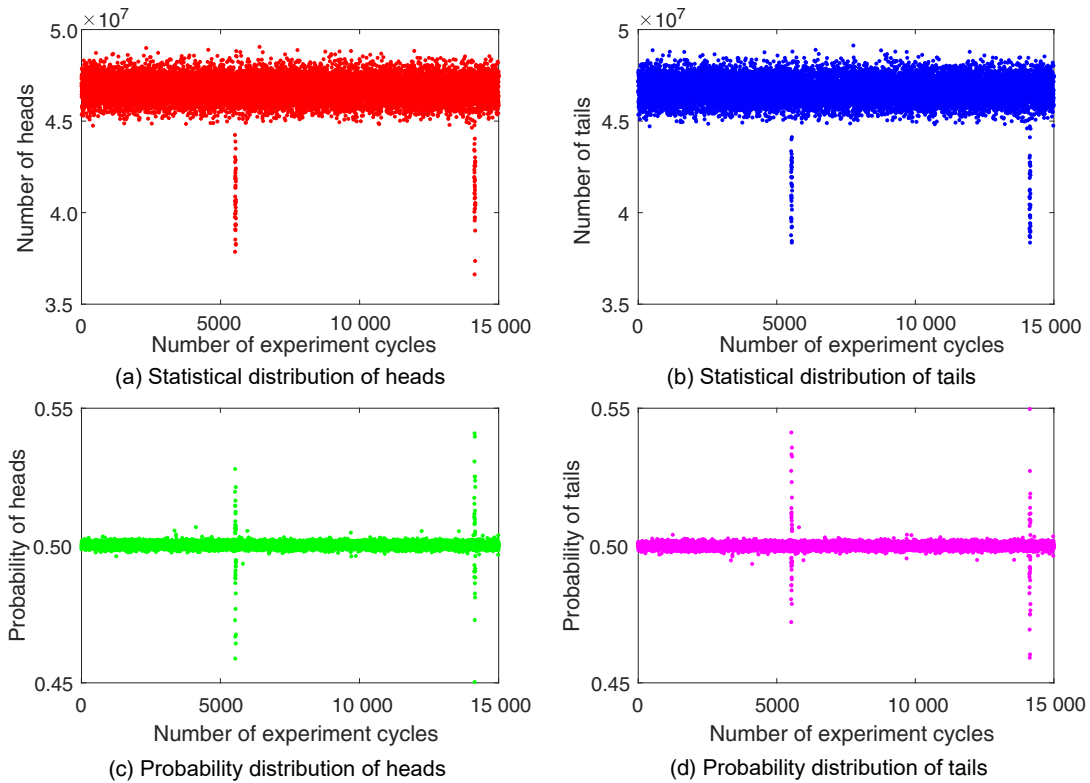 ×10⁷
5.0
4.5
4.0
3.5
0 5000 10 000 15 000
Number of heads
Number of experiment cycles
(a) Statistical distribution of heads
×10⁷
5
4.5
4
3.5
0 5000 10 000 15 000
Number of tails
Number of experiment cycles
(b) Statistical distribution of tails
0.55
0.50
0.45
0 5000 10 000 15 000
Probability of heads
Number of experiment cycles
(c) Probability distribution of heads
0.55
0.50
0.45
0 5000 10 000 15 000
Probability of tails
Number of experiment cycles
(d) Probability distribution of tails